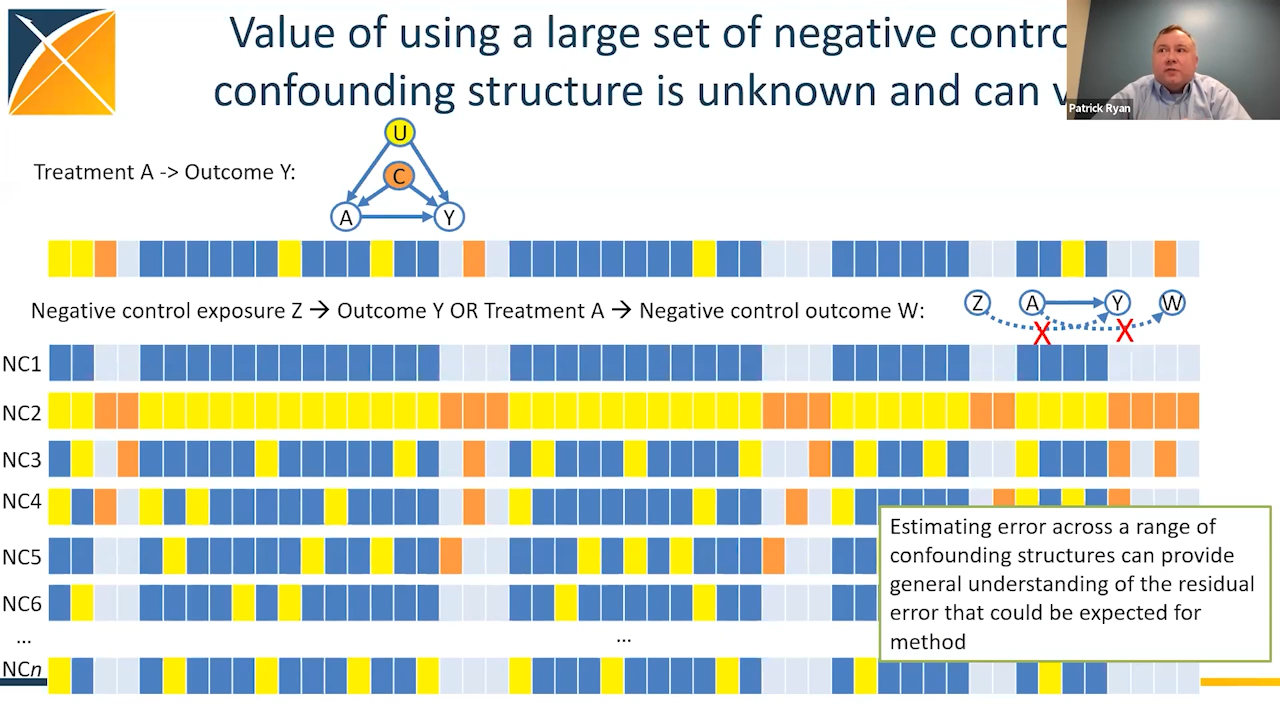 Value of using a large set of negative contro
confounding structure is unknown and can v
Patrick Ryan
U
Treatment A -> Outcome Y:
C
A
Y
Negative control exposure Z → Outcome Y OR Treatment A → Negative control outcome W:
Z A Y W
X X
NC1
NC2
NC3
NC4
NC5
NC6
... ...
NCn
Estimating error across a range of
confounding structures can provide
general understanding of the residual
error that could be expected for
method